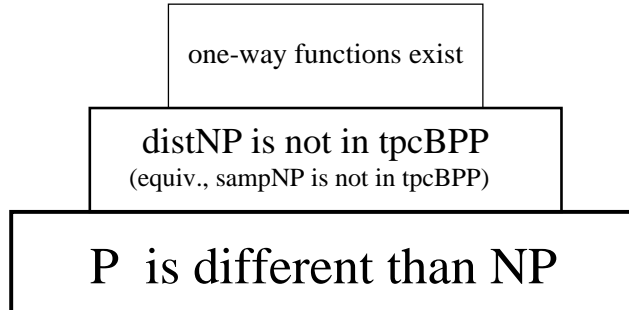 one-way functions exist
distNP is not in tpcBPP
(equiv., sampNP is not in tpcBPP)
P is different than NP